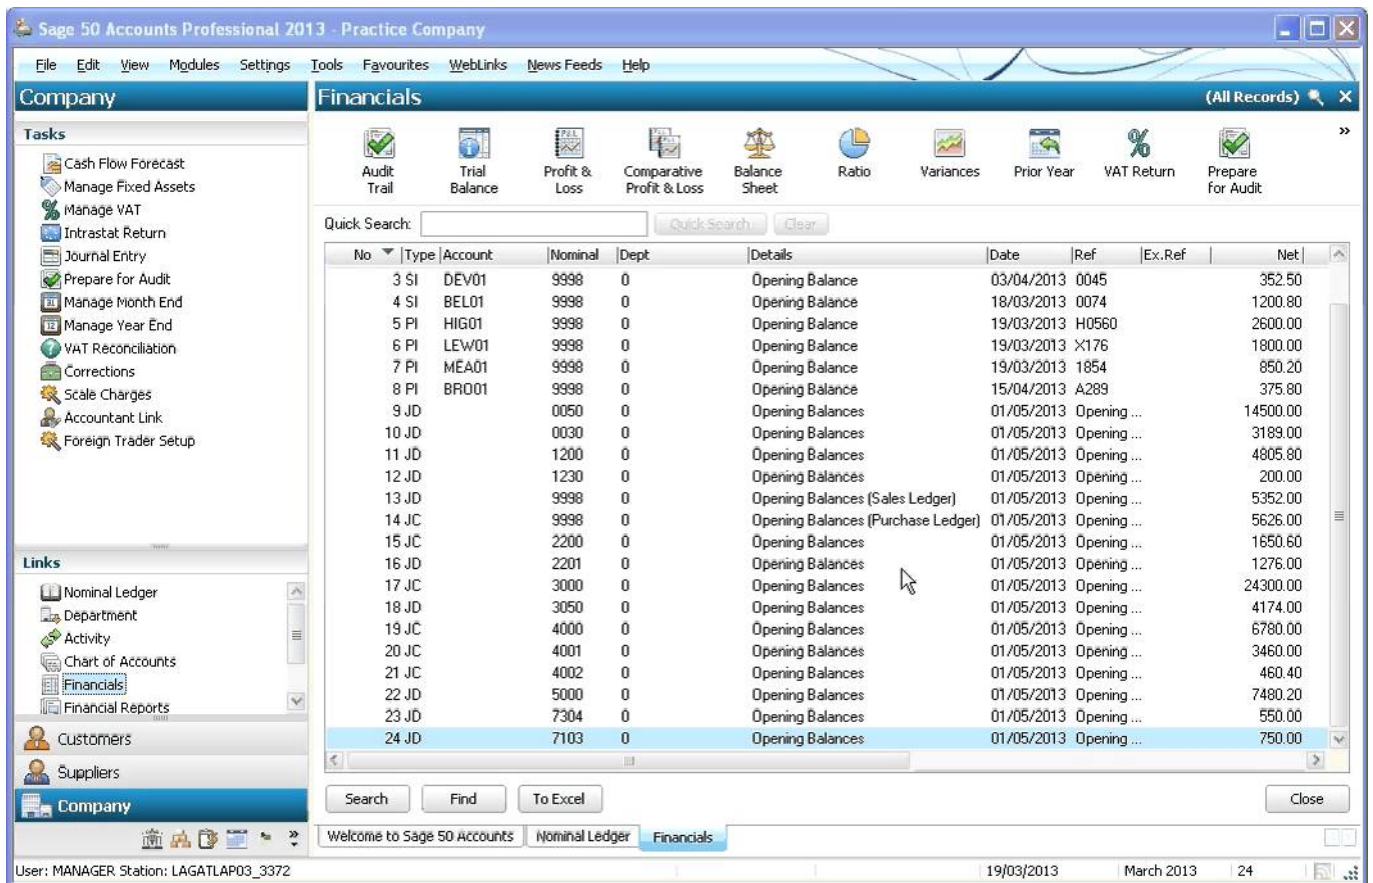 Sage 50 Accounts Professional 2013 - Practice Company
File Edit View Modules Settings Tools Favourites WebLinks News Feeds Help
Company
Tasks
Cash Flow Forecast
Manage Fixed Assets
Manage VAT
Intrastat Return
Journal Entry
Prepare for Audit
Manage Month End
Manage Year End
VAT Reconciliation
Corrections
Scale Charges
Accountant Link
Foreign Trader Setup
Links
Nominal Ledger
Department
Activity
Chart of Accounts
Financials
Financial Reports
Customers
Suppliers
Company
Financials (All Records)
Audit Trail
Trial Balance
Profit & Loss
Comparative Profit & Loss
Balance Sheet
Ratio
Variances
Prior Year
VAT Return
Prepare for Audit
Quick Search: Quick Search Clear
No Type Account Nominal Dept Details Date Ref Ex.Ref Net
3 SI DEV01 9998 0 Opening Balance 03/04/2013 0045 352.50
4 SI BEL01 9998 0 Opening Balance 18/03/2013 0074 1200.80
5 PI HIG01 9998 0 Opening Balance 19/03/2013 H0560 2600.00
6 PI LEW01 9998 0 Opening Balance 19/03/2013 X176 1800.00
7 PI MEA01 9998 0 Opening Balance 19/03/2013 1854 850.20
8 PI BRO01 9998 0 Opening Balance 15/04/2013 A289 375.80
9 JD 0050 0 Opening Balances 01/05/2013 Opening ... 14500.00
10 JD 0030 0 Opening Balances 01/05/2013 Opening ... 3189.00
11 JD 1200 0 Opening Balances 01/05/2013 Opening ... 4805.80
12 JD 1230 0 Opening Balances 01/05/2013 Opening ... 200.00
13 JD 9998 0 Opening Balances (Sales Ledger) 01/05/2013 Opening ... 5352.00
14 JC 9998 0 Opening Balances (Purchase Ledger) 01/05/2013 Opening ... 5626.00
15 JC 2200 0 Opening Balances 01/05/2013 Opening ... 1650.60
16 JD 2201 0 Opening Balances 01/05/2013 Opening ... 1276.00
17 JC 3000 0 Opening Balances 01/05/2013 Opening ... 24300.00
18 JD 3050 0 Opening Balances 01/05/2013 Opening ... 4174.00
19 JC 4000 0 Opening Balances 01/05/2013 Opening ... 6780.00
20 JC 4001 0 Opening Balances 01/05/2013 Opening ... 3460.00
21 JC 4002 0 Opening Balances 01/05/2013 Opening ... 460.40
22 JD 5000 0 Opening Balances 01/05/2013 Opening ... 7480.20
23 JD 7304 0 Opening Balances 01/05/2013 Opening ... 550.00
24 JD 7103 0 Opening Balances 01/05/2013 Opening ... 750.00
Search Find To Excel Close
Welcome to Sage 50 Accounts Nominal Ledger Financials
User: MANAGER Station: LAGATLAP03_3372 19/03/2013 March 2013 24